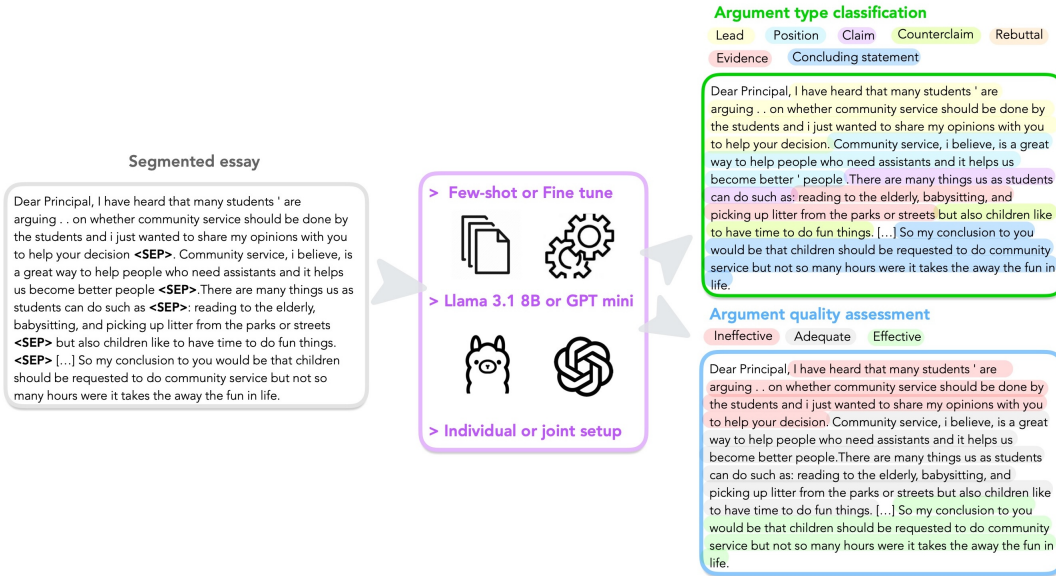 Segmented essay
Dear Principal, I have heard that many students ' are
arguing . . on whether community service should be done by
the students and i just wanted to share my opinions with you
to help your decision <SEP>. Community service, i believe, is
a great way to help people who need assistants and it helps
us become better people <SEP>.There are many things us as
students can do such as <SEP>: reading to the elderly,
babysitting, and picking up litter from the parks or streets
<SEP> but also children like to have time to do fun things.
<SEP> [...] So my conclusion to you would be that children
should be requested to do community service but not so
many hours were it takes the away the fun in life.
> Few-shot or Fine tune
> Llama 3.1 8B or GPT mini
> Individual or joint setup
Argument type classification
Lead Position Claim Counterclaim Rebuttal
Evidence Concluding statement
Dear Principal, I have heard that many students ' are
arguing . . on whether community service should be done by
the students and i just wanted to share my opinions with you
to help your decision. Community service, i believe, is a great
way to help people who need assistants and it helps us
become better ' people .There are many things us as students
can do such as: reading to the elderly, babysitting, and
picking up litter from the parks or streets but also children like
to have time to do fun things. [...] So my conclusion to you
would be that children should be requested to do community
service but not so many hours were it takes the away the fun in
life.
Argument quality assessment
Ineffective Adequate Effective
Dear Principal, I have heard that many students ' are
arguing . . on whether community service should be done by
the students and i just wanted to share my opinions with you
to help your decision. Community service, i believe, is a great
way to help people who need assistants and it helps us
become better people.There are many things us as students
can do such as: reading to the elderly, babysitting, and
picking up litter from the parks or streets but also children like
to have time to do fun things. [...] So my conclusion to you
would be that children should be requested to do community
service but not so many hours were it takes the away the fun in
life.